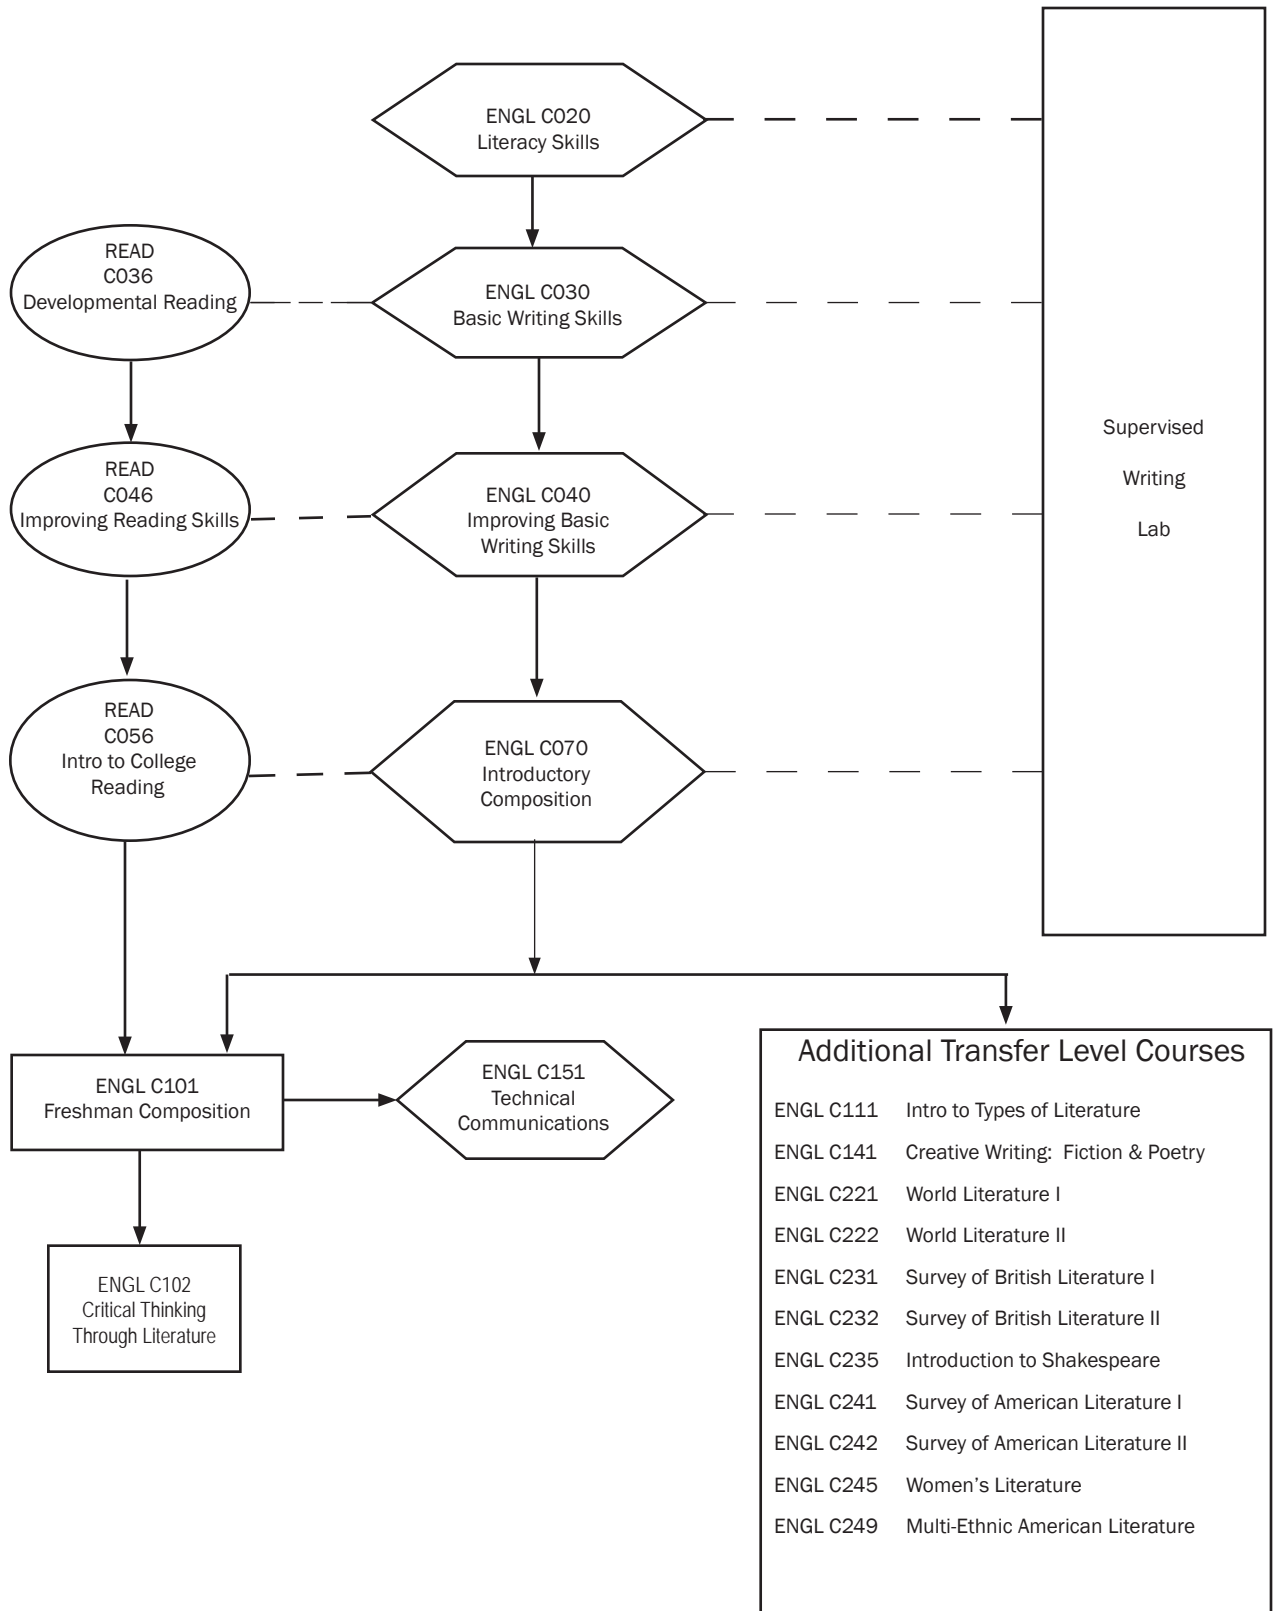 ENGL C020
Literacy Skills
READ
C036
Developmental Reading
ENGL C030
Basic Writing Skills
READ
C046
Improving Reading Skills
ENGL C040
Improving Basic
Writing Skills
Supervised
Writing
Lab
READ
C056
Intro to College
Reading
ENGL C070
Introductory
Composition
ENGL C101
Freshman Composition
ENGL C151
Technical
Communications
ENGL C102
Critical Thinking
Through Literature
Additional Transfer Level Courses
ENGL C111 Intro to Types of Literature
ENGL C141 Creative Writing: Fiction & Poetry
ENGL C221 World Literature I
ENGL C222 World Literature II
ENGL C231 Survey of British Literature I
ENGL C232 Survey of British Literature II
ENGL C235 Introduction to Shakespeare
ENGL C241 Survey of American Literature I
ENGL C242 Survey of American Literature II
ENGL C245 Women’s Literature
ENGL C249 Multi-Ethnic American Literature